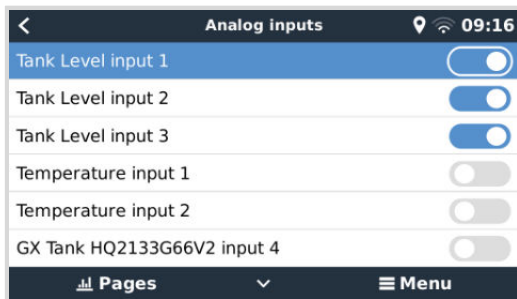 Analog inputs 09:16
Tank Level input 1
Tank Level input 2
Tank Level input 3
Temperature input 1
Temperature input 2
GX Tank HQ2133G66V2 input 4
Pages Menu